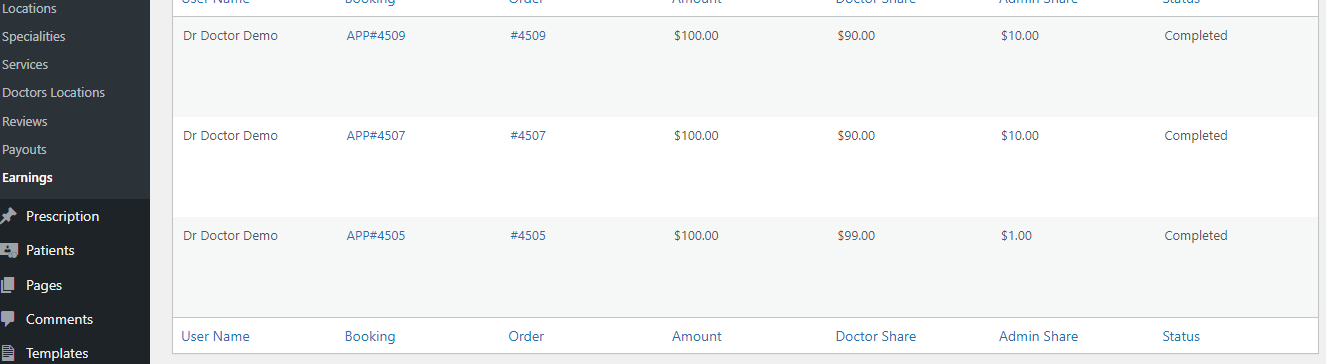 Locations
Specialities
Services
Doctors Locations
Reviews
Payouts
Earnings
Prescription
Patients
Pages
Comments
Templates
User Name Booking Order Amount Doctor Share Admin Share Status
Dr Doctor Demo APP#4509 #4509 $100.00 $90.00 $10.00 Completed
Dr Doctor Demo APP#4507 #4507 $100.00 $90.00 $10.00 Completed
Dr Doctor Demo APP#4505 #4505 $100.00 $99.00 $1.00 Completed
User Name Booking Order Amount Doctor Share Admin Share Status